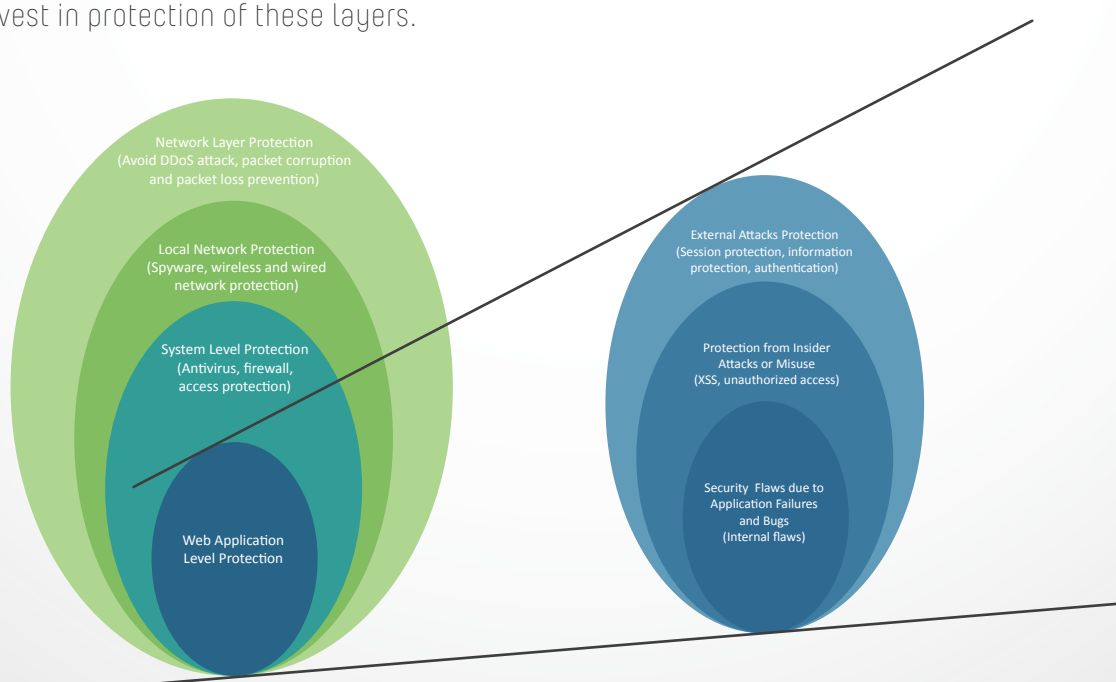 in protection of these layers.
Network Layer Protection
(Avoid DDoS attack, packet corruption
and packet loss prevention)
Local Network Protection
(Spyware, wireless and wired
network protection)
System Level Protection
(Antivirus, firewall,
access protection)
Web Application
Level Protection
External Attacks Protection
(Session protection, information
protection, authentication)
Protection from Insider
Attacks or Misuse
(XSS, unauthorized access)
Security Flaws due to
Application Failures
and Bugs
(Internal flaws)